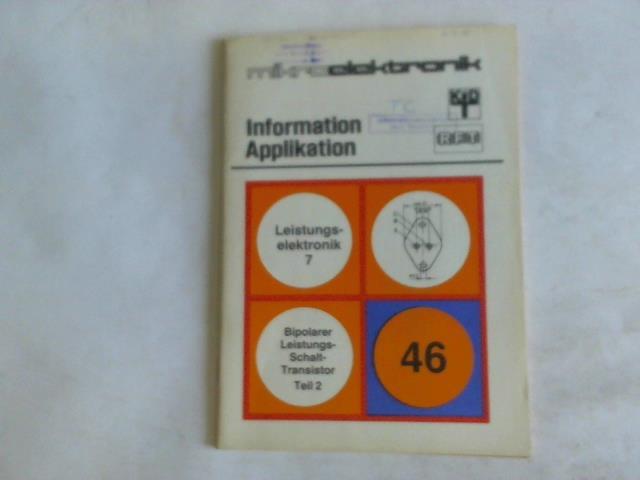 mikroelektronik
Information
Applikation
T.C.
Leistungs-
elektronik
7
Bipolarer
Leistungs-
Schalt-
Transistor
Teil 2
46